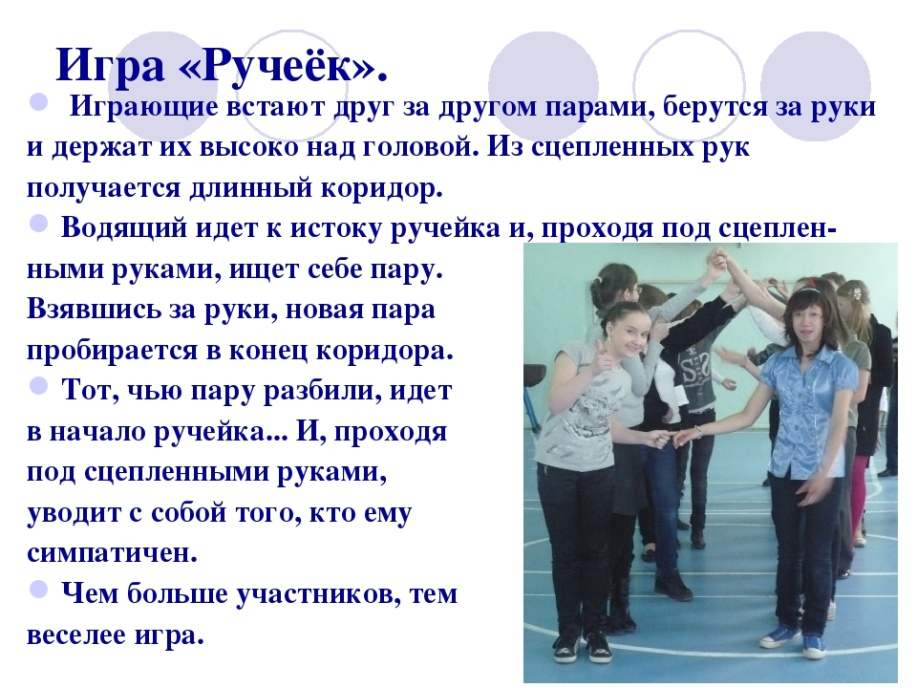 Игра «Ручеёк».
Играющие встают друг за другом парами, берутся за руки
и держат их высоко над головой. Из сцепленных рук
получается длинный коридор.
Водящий идет к истоку ручейка и, проходя под сцеплен-
ными руками, ищет себе пару.
Взявшись за руки, новая пара
пробирается в конец коридора.
Тот, чью пару разбили, идет
в начало ручейка... И, проходя
под сцепленными руками,
уводит с собой того, кто ему
симпатичен.
Чем больше участников, тем
веселее игра.